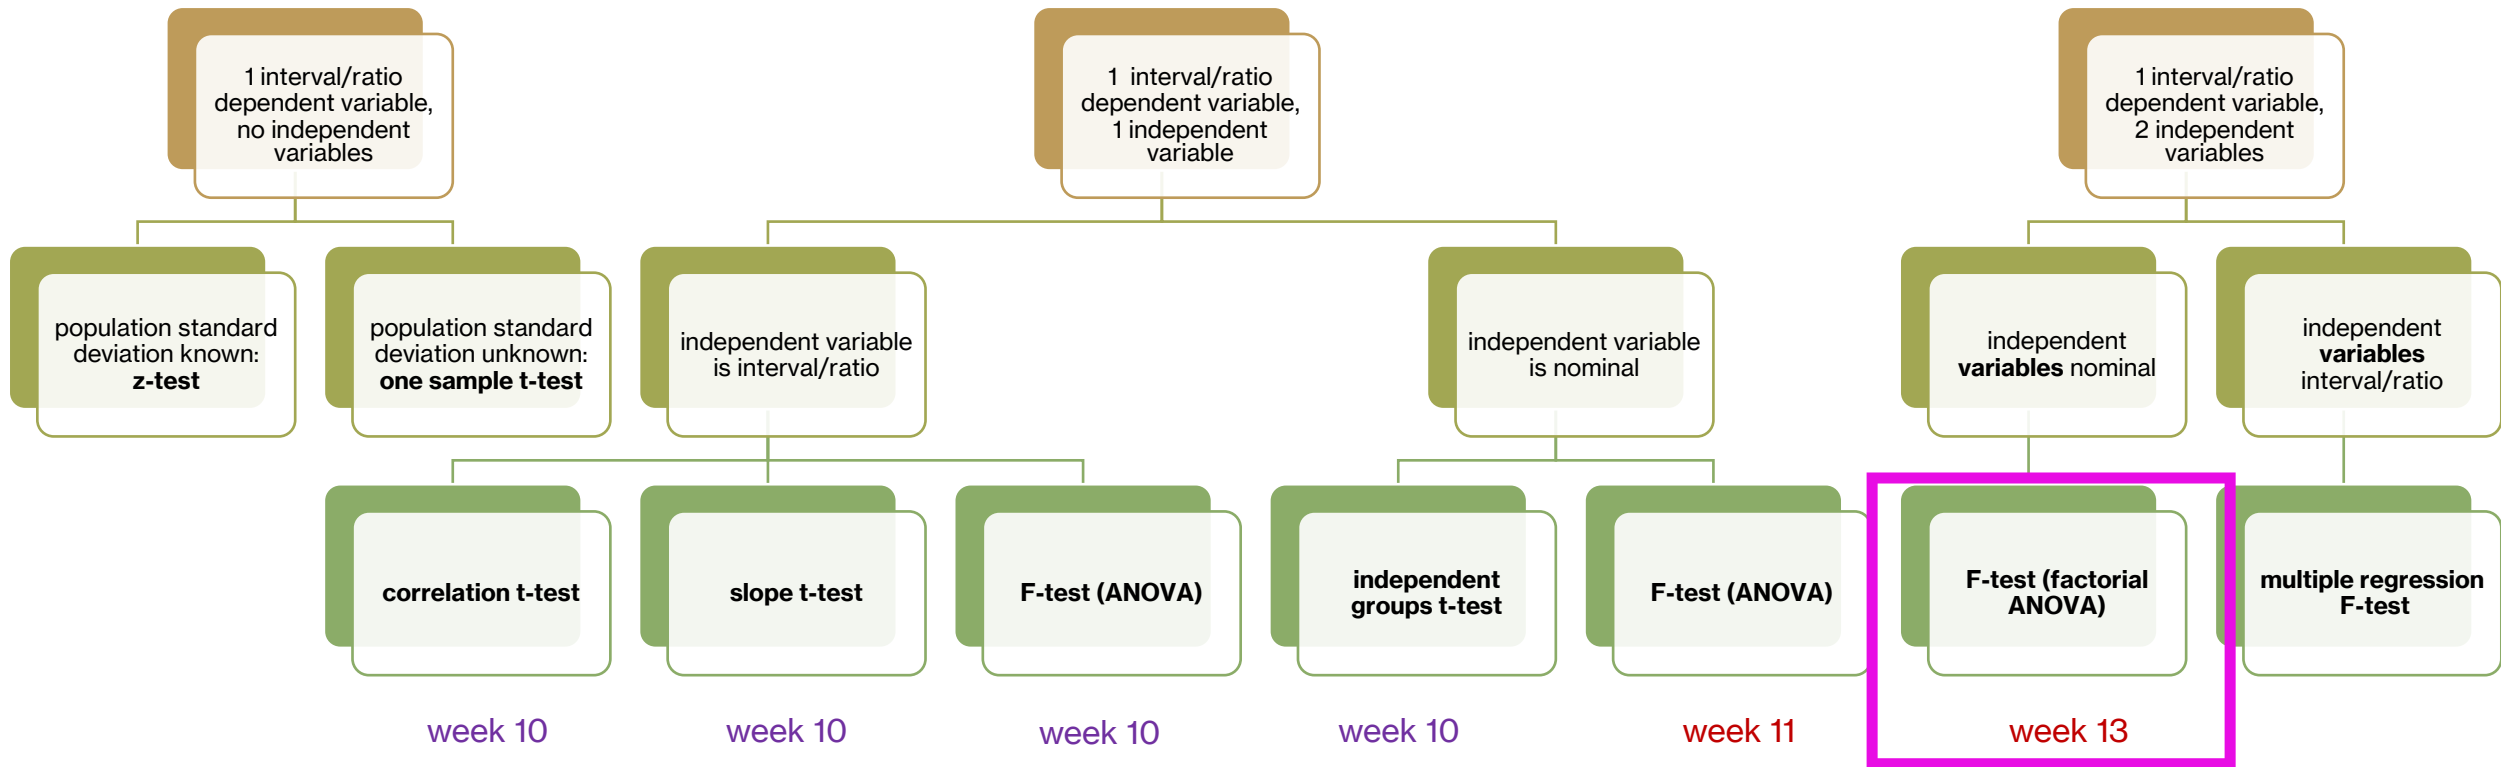 1 interval/ratio
dependent variable,
no independent
variables
1 interval/ratio
dependent variable,
1 independent
variable
1 interval/ratio
dependent variable,
2 independent
variables
population standard
deviation known:
z-test
population standard
deviation unknown:
one sample t-test
independent variable
is interval/ratio
independent variable
is nominal
independent
variables nominal
independent
variables
interval/ratio
correlation t-test
slope t-test
F-test (ANOVA)
independent
groups t-test
F-test (ANOVA)
F-test (factorial
ANOVA)
multiple regression
F-test
week 10
week 10
week 10
week 10
week 11
week 13